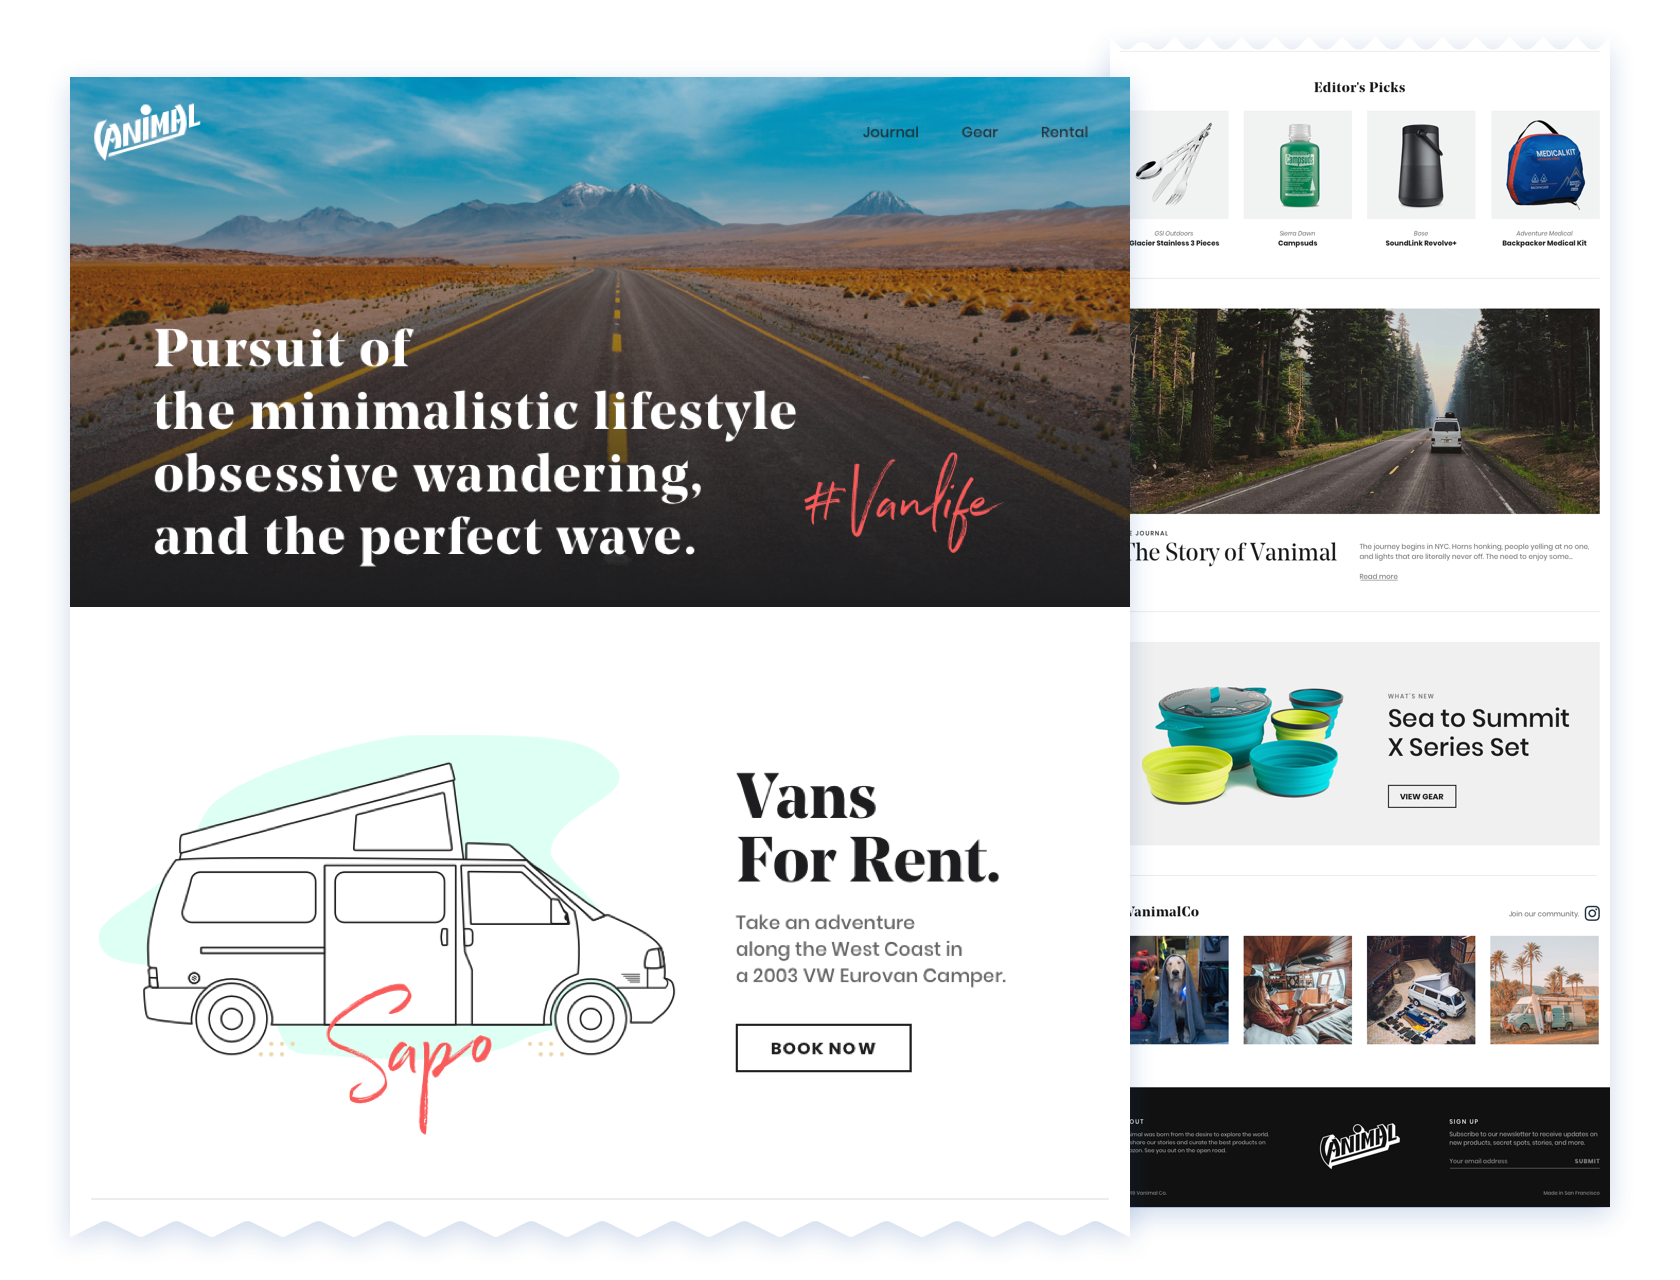 VANIMAL
Journal
Gear
Rental
Pursuit of
the minimalistic lifestyle
obsessive wandering,
and the perfect wave.
#Vanlife
Vans
For Rent.
Take an adventure
along the West Coast in
a 2003 VW Eurovan Camper.
BOOK NOW
Sapo
Editor's Picks
Campsuds
MEDICAL KIT
GSI Outdoors
Glacier Stainless 3 Pieces
Sierra Dawn
Campsuds
Bose
SoundLink Revolve+
Adventure Medical
Backpacker Medical Kit
JOURNAL
The Story of Vanimal
The journey begins in NYC. Horns honking, people yelling at no one,
and lights that are literally never off. The need to enjoy some...
Read more
WHAT'S NEW
Sea to Summit
X Series Set
VIEW GEAR
VanimalCo
Join our community.
OUT
imal was born from the desire to explore the world.
hare our stories and curate the best products on
azon. See you out on the open road.
Vanimal Co.
VANIMAL
SIGN UP
Subscribe to our newsletter to receive updates on
new products, secret spots, stories, and more.
Your email address
SUBMIT
Made in San Francisco